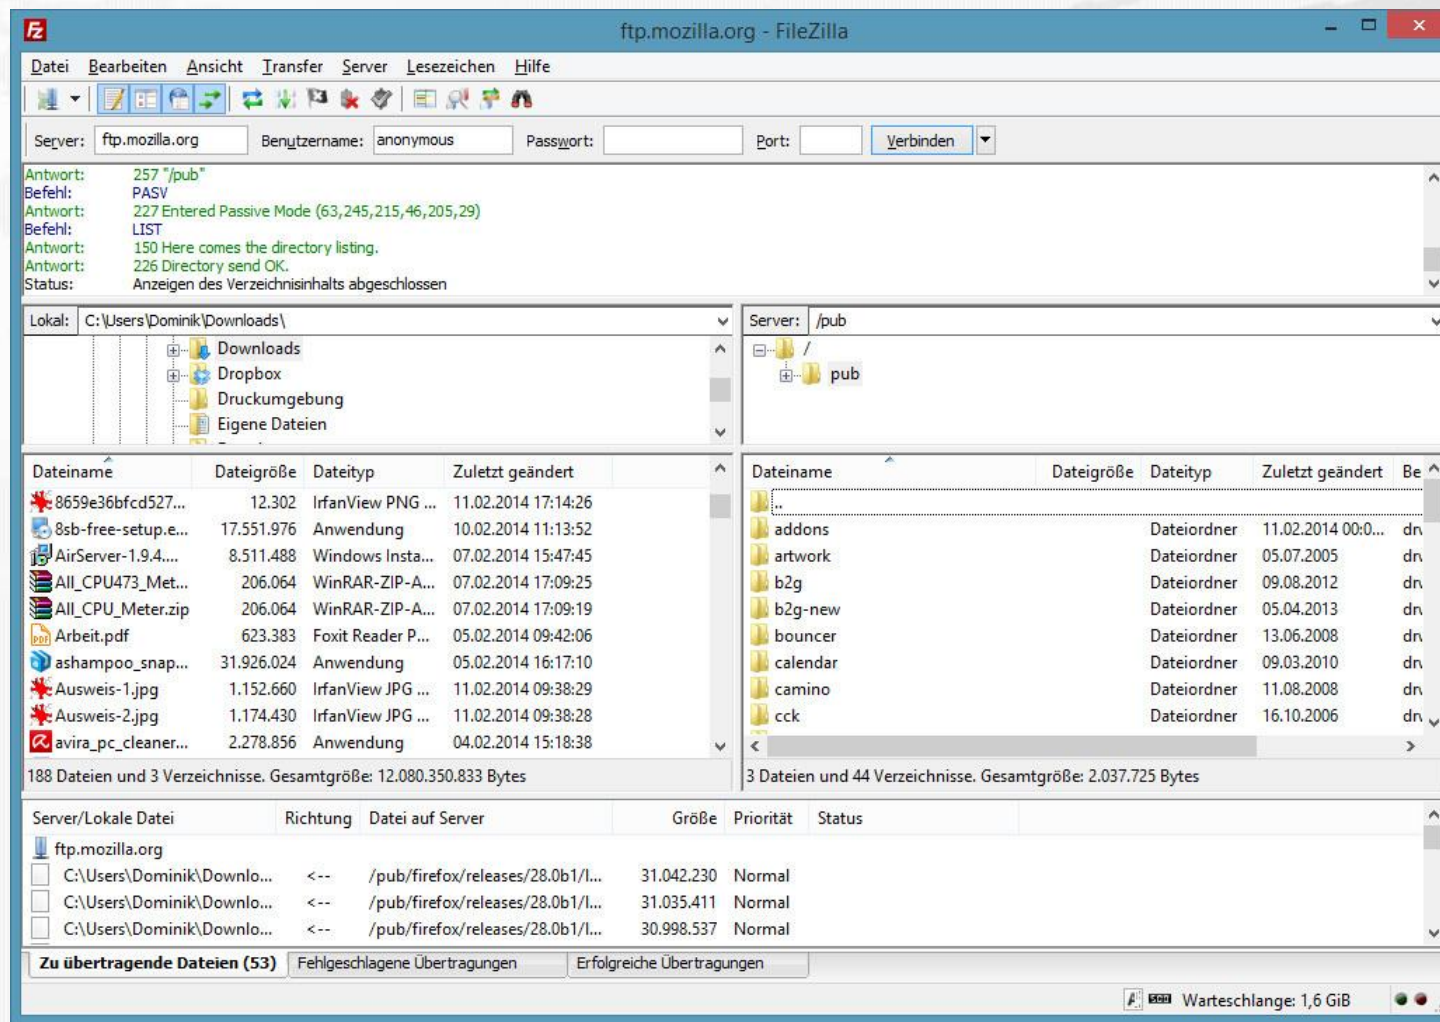 ftp.mozilla.org - FileZilla
Datei Bearbeiten Ansicht Transfer Server Lesezeichen Hilfe
Server: ftp.mozilla.org Benutzername: anonymous Passwort: Port: Verbinden
Antwort: 257 "/pub"
Befehl: PASV
Antwort: 227 Entered Passive Mode (63,245,215,46,205,29)
Befehl: LIST
Antwort: 150 Here comes the directory listing.
Antwort: 226 Directory send OK.
Status: Anzeigen des Verzeichnisinhalts abgeschlossen
Lokal: C:\Users\Dominik\Downloads\
Downloads
Dropbox
Druckumgebung
Eigene Dateien
Server: /pub
/
pub
Dateiname Dateigröße Dateityp Zuletzt geändert
8659e36bfcd527... 12.302 IrfanView PNG ... 11.02.2014 17:14:26
8sb-free-setup.e... 17.551.976 Anwendung 10.02.2014 11:13:52
AirServer-1.9.4.... 8.511.488 Windows Insta... 07.02.2014 15:47:45
All_CPU473_Met... 206.064 WinRAR-ZIP-A... 07.02.2014 17:09:25
All_CPU_Meter.zip 206.064 WinRAR-ZIP-A... 07.02.2014 17:09:19
Arbeit.pdf 623.383 Foxit Reader P... 05.02.2014 09:42:06
ashampoo_snap... 31.926.024 Anwendung 05.02.2014 16:17:10
Ausweis-1.jpg 1.152.660 IrfanView JPG ... 11.02.2014 09:38:29
Ausweis-2.jpg 1.174.430 IrfanView JPG ... 11.02.2014 09:38:28
avira_pc_cleaner... 2.278.856 Anwendung 04.02.2014 15:18:38
188 Dateien und 3 Verzeichnisse. Gesamtgröße: 12.080.350.833 Bytes
Dateiname Dateigröße Dateityp Zuletzt geändert Be
..
addons Dateiordner 11.02.2014 00:0... drv
artwork Dateiordner 05.07.2005 drv
b2g Dateiordner 09.08.2012 drv
b2g-new Dateiordner 05.04.2013 drv
bouncer Dateiordner 13.06.2008 drv
calendar Dateiordner 09.03.2010 drv
camino Dateiordner 11.08.2008 drv
cck Dateiordner 16.10.2006 drv
3 Dateien und 44 Verzeichnisse. Gesamtgröße: 2.037.725 Bytes
Server/Lokale Datei Richtung Datei auf Server Größe Priorität Status
ftp.mozilla.org
C:\Users\Dominik\Downlo... <-- /pub/firefox/releases/28.0b1/l... 31.042.230 Normal
C:\Users\Dominik\Downlo... <-- /pub/firefox/releases/28.0b1/l... 31.035.411 Normal
C:\Users\Dominik\Downlo... <-- /pub/firefox/releases/28.0b1/l... 30.998.537 Normal
Zu übertragende Dateien (53) Fehlgeschlagene Übertragungen Erfolgreiche Übertragungen
Warteschlange: 1,6 GiB